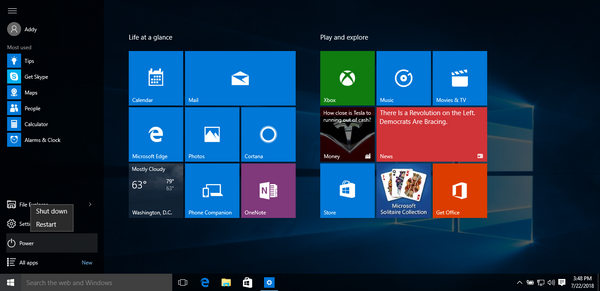 Addy
Most used
Tips
Get Skype
Maps
People
Calculator
Alarms & Clock
File Explorer
Shut down
Restart
Power
All apps
New
Life at a glance
Calendar
Mail
Microsoft Edge
Photos
Cortana
Mostly Cloudy
63°
79°
63°
Washington, D.C.
Phone Companion
OneNote
Play and explore
Xbox
Music
Movies & TV
How close is Tesla to
running out of cash?
Money
There Is a Revolution on the Left.
Democrats Are Bracing.
News
Store
Microsoft
Solitaire Collection
Get Office
Search the web and Windows
3:48 PM
7/22/2018